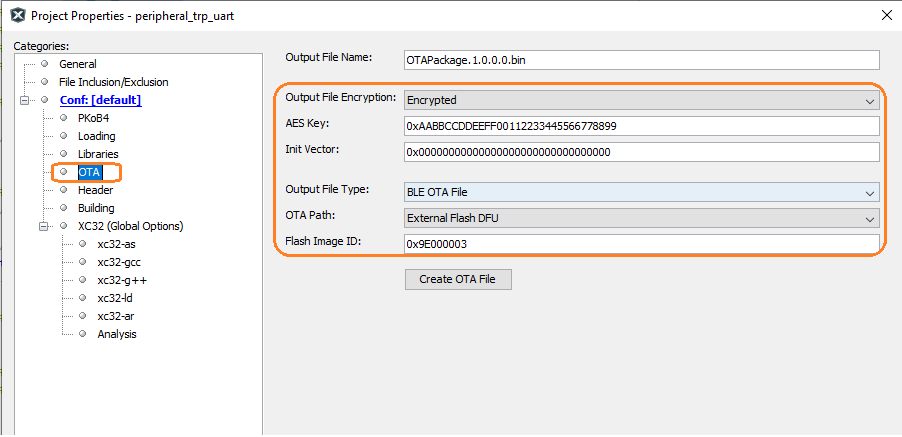 Project Properties - peripheral_trp_uart
Categories:
General
File Inclusion/Exclusion
Conf: [default]
PKoB4
Loading
Libraries
OTA
Header
Building
XC32 (Global Options)
xc32-as
xc32-gcc
xc32-g++
xc32-ld
xc32-ar
Analysis
Output File Name: OTAPackage.1.0.0.0.bin
Output File Encryption: Encrypted
AES Key: 0xAABBCCDDEEFF00112233445566778899
Init Vector: 0x00000000000000000000000000000000
Output File Type: BLE OTA File
OTA Path: External Flash DFU
Flash Image ID: 0x9E000003
Create OTA File